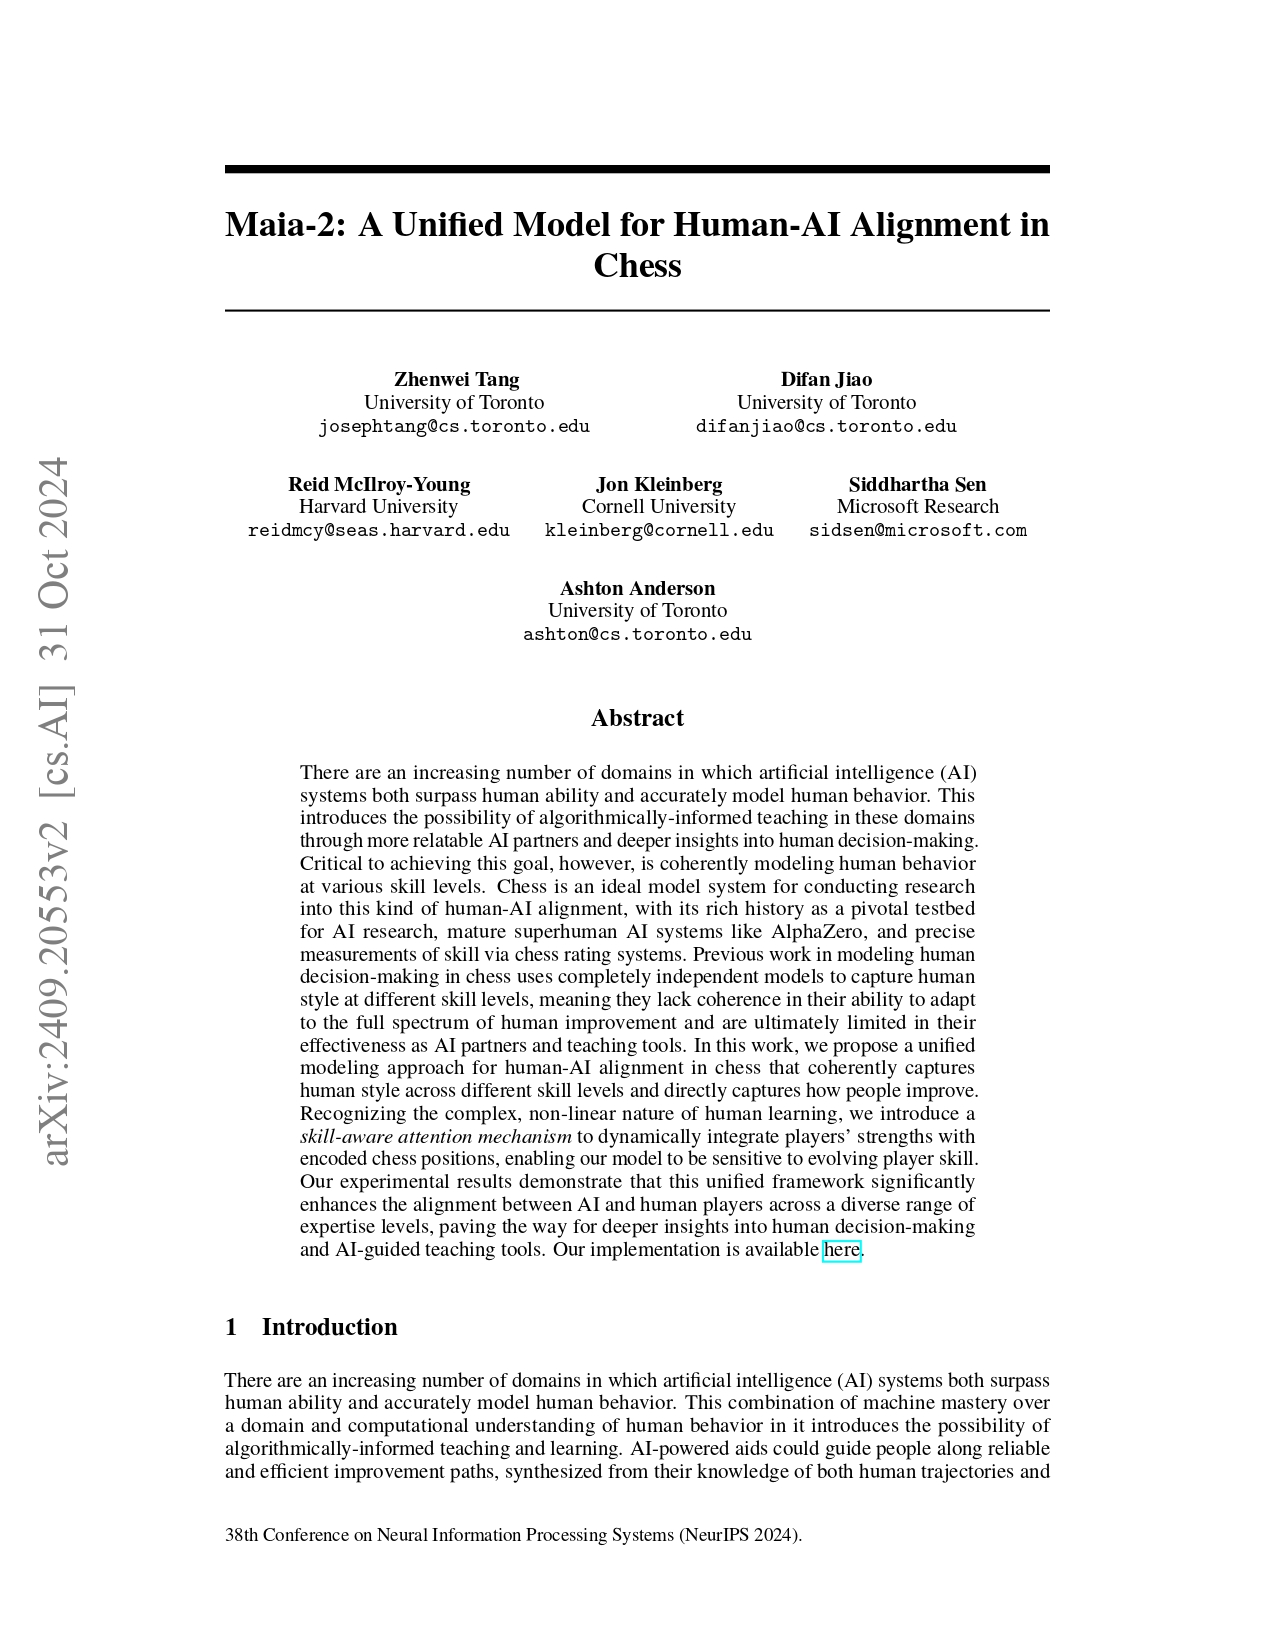 arXiv:2409.20553v2 [cs.AI] 31 Oct 2024
Maia-2: A Unified Model for Human-AI Alignment in
Chess
Zhenwei Tang
University of Toronto
josephtang@cs.toronto.edu
Difan Jiao
University of Toronto
difanjiao@cs.toronto.edu
Reid McIlroy-Young
Harvard University
reidmcy@seas.harvard.edu
Jon Kleinberg
Cornell University
kleinberg@cornell.edu
Siddhartha Sen
Microsoft Research
sidsen@microsoft.com
Ashton Anderson
University of Toronto
ashton@cs.toronto.edu
Abstract
There are an increasing number of domains in which artificial intelligence (AI)
systems both surpass human ability and accurately model human behavior. This
introduces the possibility of algorithmically-informed teaching in these domains
through more relatable AI partners and deeper insights into human decision-making.
Critical to achieving this goal, however, is coherently modeling human behavior
at various skill levels. Chess is an ideal model system for conducting research
into this kind of human-AI alignment, with its rich history as a pivotal testbed
for AI research, mature superhuman AI systems like AlphaZero, and precise
measurements of skill via chess rating systems. Previous work in modeling human
decision-making in chess uses completely independent models to capture human
style at different skill levels, meaning they lack coherence in their ability to adapt
to the full spectrum of human improvement and are ultimately limited in their
effectiveness as AI partners and teaching tools. In this work, we propose a unified
modeling approach for human-AI alignment in chess that coherently captures
human style across different skill levels and directly captures how people improve.
Recognizing the complex, non-linear nature of human learning, we introduce a
skill-aware attention mechanism to dynamically integrate players' strengths with
encoded chess positions, enabling our model to be sensitive to evolving player skill.
Our experimental results demonstrate that this unified framework significantly
enhances the alignment between AI and human players across a diverse range of
expertise levels, paving the way for deeper insights into human decision-making
and AI-guided teaching tools. Our implementation is available here.
1 Introduction
There are an increasing number of domains in which artificial intelligence (AI) systems both surpass
human ability and accurately model human behavior. This combination of machine mastery over
a domain and computational understanding of human behavior in it introduces the possibility of
algorithmically-informed teaching and learning. AI-powered aids could guide people along reliable
and efficient improvement paths, synthesized from their knowledge of both human trajectories and
38th Conference on Neural Information Processing Systems (NeurIPS 2024).